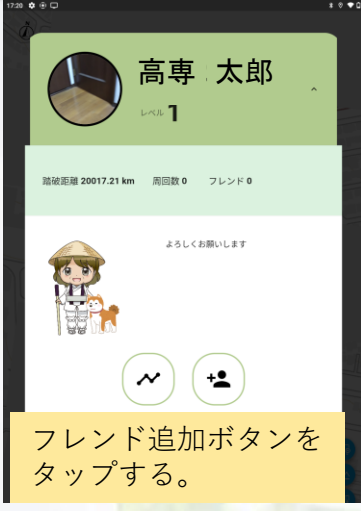 17:20
高専 太郎
レベル 1
踏破距離 20017.21 km 周回数 0 フレンド 0
よろしくお願いします
フレンド追加ボタンを
タップする。